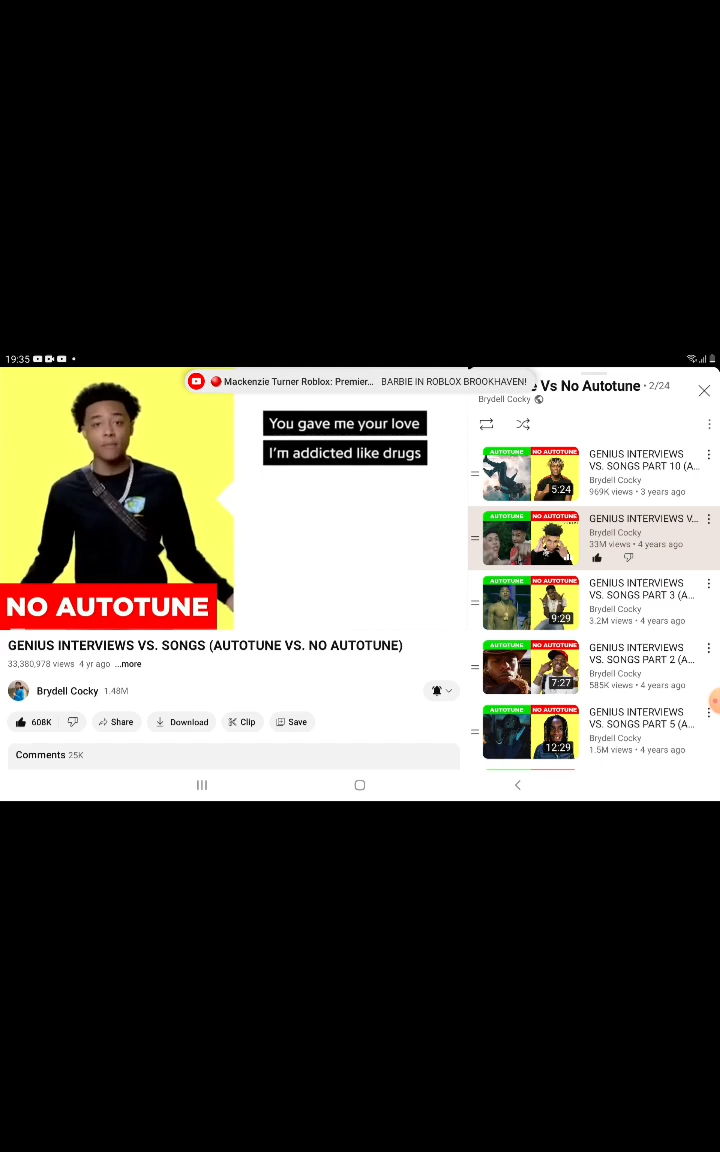 19:35
Mackenzie Turner Roblox: Premier... BARBIE IN ROBLOX BROOKHAVEN!
You gave me your love
I'm addicted like drugs
NO AUTOTUNE
GENIUS INTERVIEWS VS. SONGS (AUTOTUNE VS. NO AUTOTUNE)
33,380,978 views 4 yr ago ...more
Brydell Cocky 1.48M
608K Share Download Clip Save
Comments 25K
e Vs No Autotune • 2/24
Brydell Cocky
AUTOTUNE NO AUTOTUNE
5:24
GENIUS INTERVIEWS
VS. SONGS PART 10 (A...
Brydell Cocky
969K views • 3 years ago
AUTOTUNE NO AUTOTUNE
GENIUS INTERVIEWS V...
Brydell Cocky
33M views • 4 years ago
AUTOTUNE NO AUTOTUNE
9:29
GENIUS INTERVIEWS
VS. SONGS PART 3 (A...
Brydell Cocky
3.2M views • 4 years ago
AUTOTUNE NO AUTOTUNE
7:27
GENIUS INTERVIEWS
VS. SONGS PART 2 (A...
Brydell Cocky
585K views • 4 years ago
AUTOTUNE NO AUTOTUNE
12:29
GENIUS INTERVIEWS
VS. SONGS PART 5 (A...
Brydell Cocky
1.5M views • 4 years ago